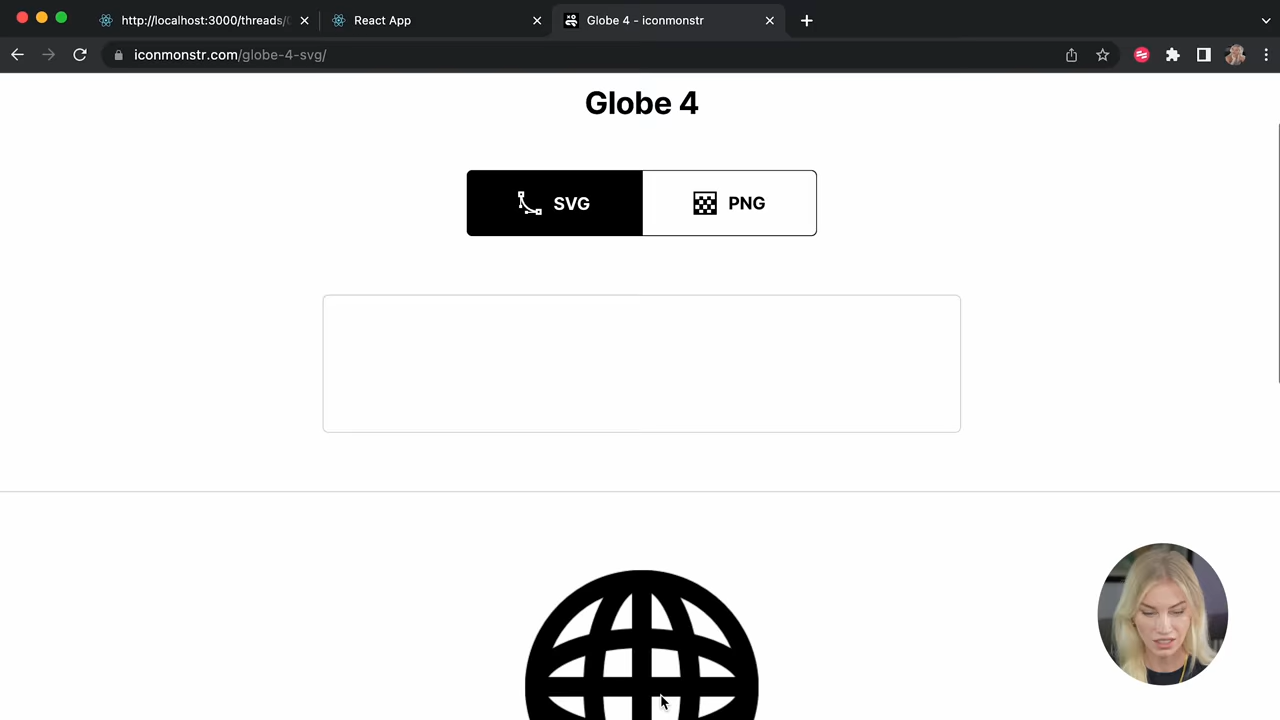 http://localhost:3000/threads/
React App
Globe 4 - iconmonstr
iconmonstr.com/globe-4-svg/
Globe 4
SVG
PNG